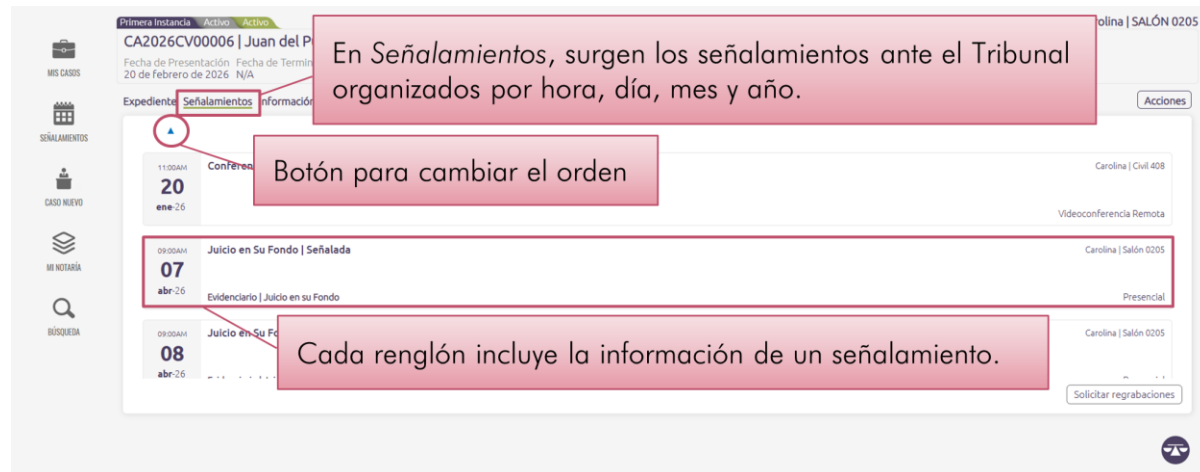 Primera Instancia Activo Activo
CA2026CV00006 | Juan del P
Carolina | SALÓN 0205
Fecha de Presentación Fecha de Termin
20 de febrero de 2026 N/A
En Señalamientos, surgen los señalamientos ante el Tribunal
organizados por hora, día, mes y año.
MIS CASOS
SEÑALAMIENTOS
CASO NUEVO
MI NOTARÍA
BÚSQUEDA
Expediente Señalamientos Información
Acciones
Botón para cambiar el orden
11:00AM
20
ene-26
Conferen
Carolina | Civil 408
Videoconferencia Remota
09:00AM
07
abr-26
Juicio en Su Fondo | Señalada
Carolina | Salón 0205
Evidenciario | Juicio en su Fondo
Presencial
09:00AM
08
abr-26
Juicio en Su Fo
Carolina | Salón 0205
Cada renglón incluye la información de un señalamiento.
Solicitar regrabaciones